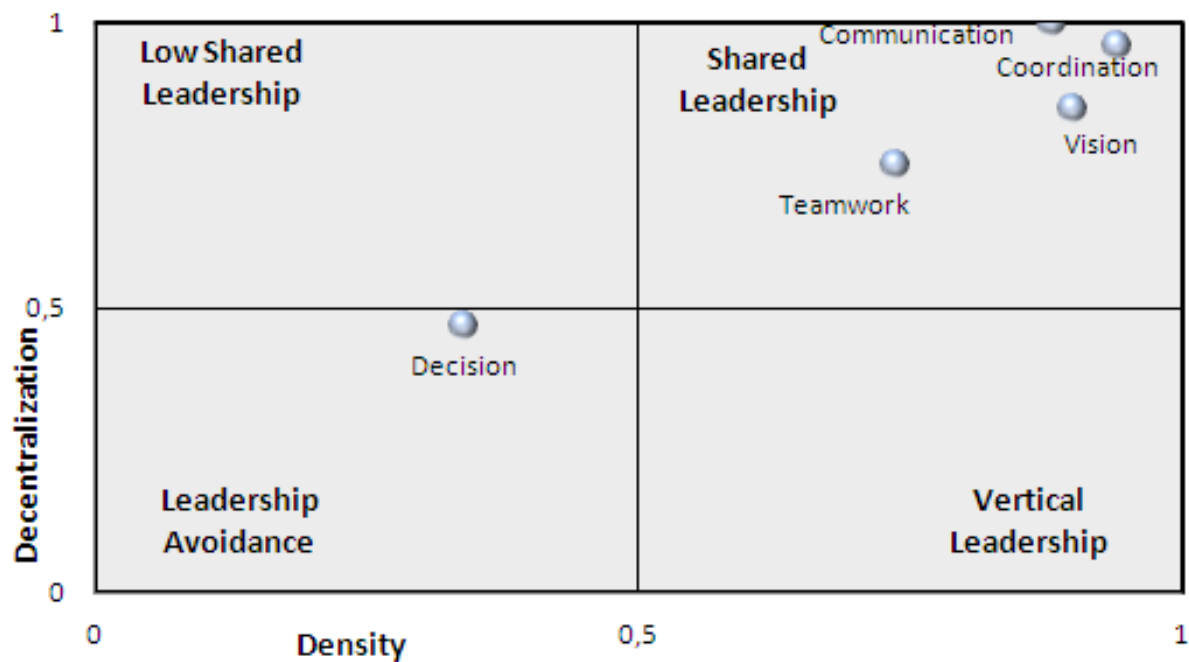 1
Low Shared
Leadership
Shared
Leadership
Communication
Coordination
Vision
Teamwork
0,5
Decision
Decentralization
Leadership
Avoidance
Vertical
Leadership
0
0
Density
0,5
1